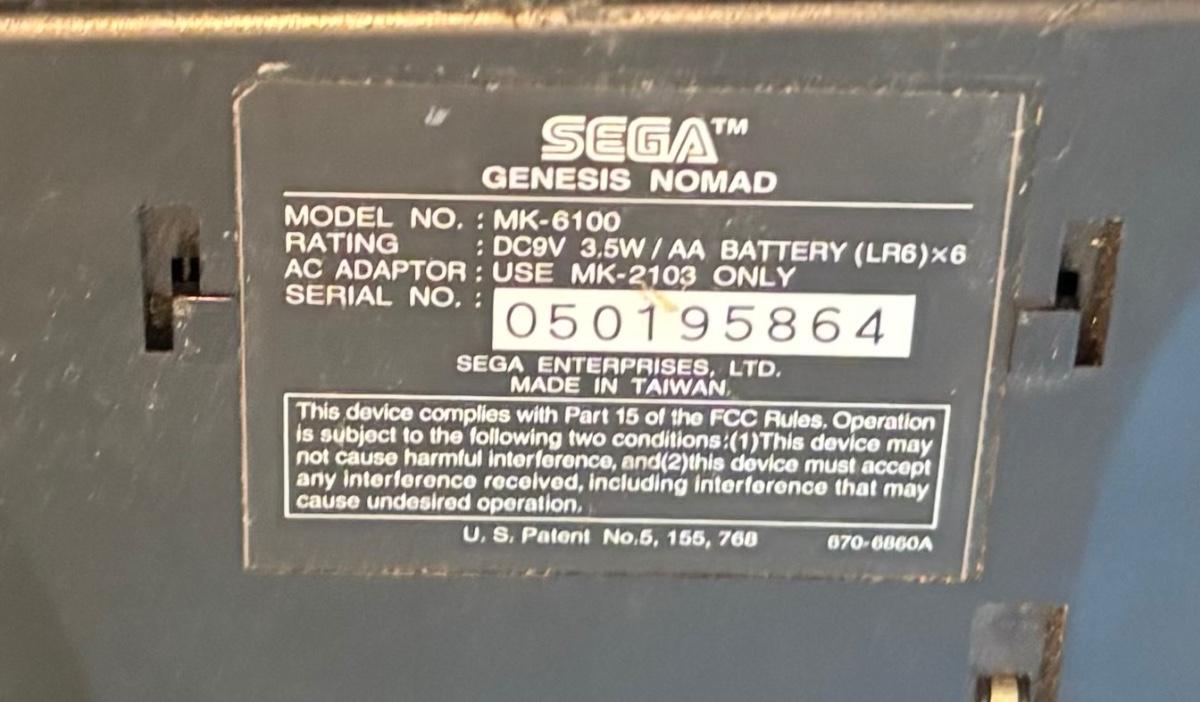 SEGA™
GENESIS NOMAD
MODEL NO. : MK-6100
RATING : DC9V 3.5W / AA BATTERY (LR6)×6
AC ADAPTOR : USE MK-2103 ONLY
SERIAL NO. : 050195864
SEGA ENTERPRISES, LTD.
MADE IN TAIWAN.
This device complies with Part 15 of the FCC Rules. Operation
is subject to the following two conditions:(1)This device may
not cause harmful interference, and(2)this device must accept
any interference received, including interference that may
cause undesired operation.
U. S. Patent No.5, 155, 768 670-6860A